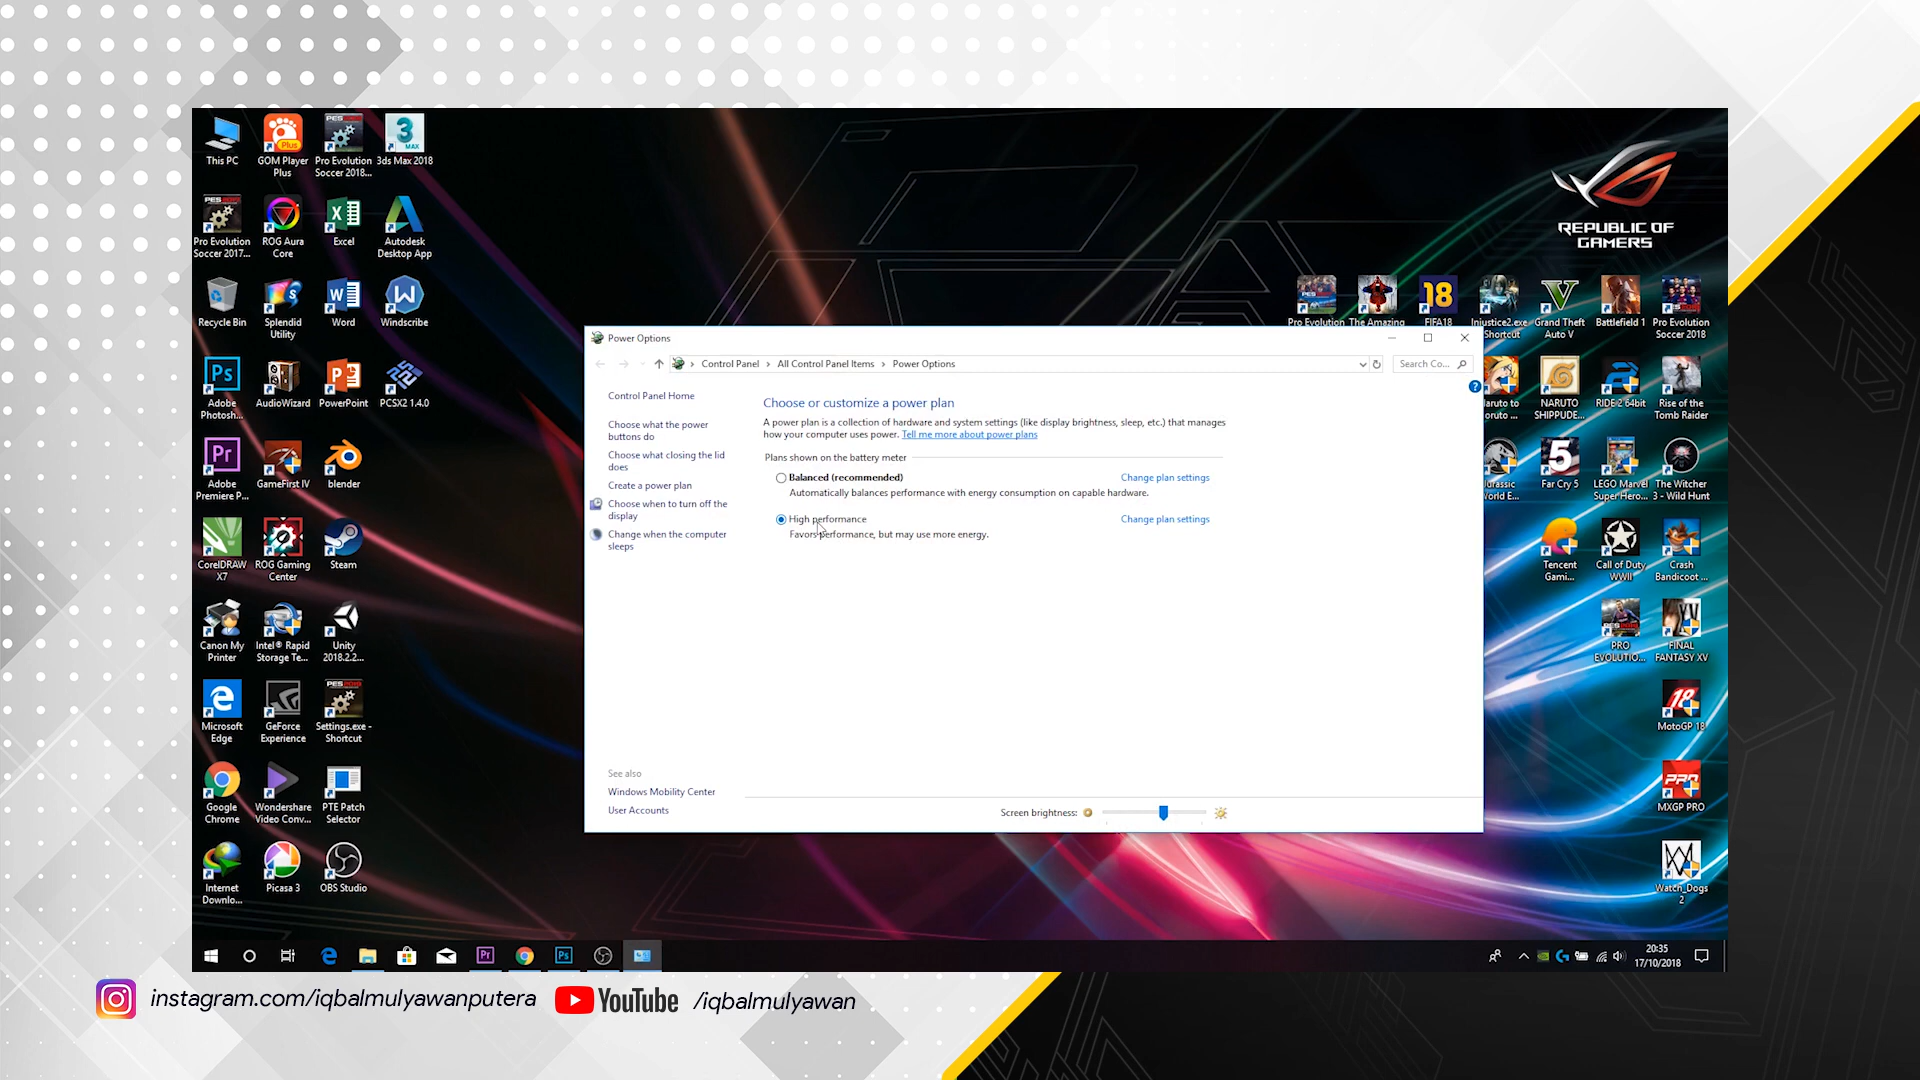 This PC
GOM Player
Plus
Pro Evolution
Soccer 2018...
3ds Max 2018
Pro Evolution
Soccer 2017...
ROG Aura
Core
Excel
Autodesk
Desktop App
Recycle Bin
Splendid
Utility
Word
Windscribe
Adobe
Photosh...
AudioWizard
PowerPoint
PCSX2 1.4.0
Adobe
Premiere P...
GameFirst IV
blender
CorelDRAW
X7
ROG Gaming
Center
Steam
Canon My
Printer
Intel® Rapid
Storage Te...
Unity
2018.2.2...
Microsoft
Edge
GeForce
Experience
Settings.exe -
Shortcut
Google
Chrome
Wondershare
Video Conv...
PTE Patch
Selector
Internet
Downlo...
Picasa 3
OBS Studio
REPUBLIC OF
GAMERS
Pro Evolution
The Amazing
FIFA18
Injustice2.exe
Shortcut
Grand Theft
Auto V
Battlefield 1
Pro Evolution
Soccer 2018
RIDE 2 64bit
NARUTO
SHIPPUDE...
Rise of the
Tomb Raider
Far Cry 5
LEGO Marvel
Super Hero...
The Witcher
3 - Wild Hunt
Tencent
Gami...
Call of Duty
WWII
Crash
Bandicoot ...
PRO
EVOLUTIO...
FINAL
FANTASY XV
MotoGP 18
MXGP PRO
Watch_Dogs
2
Power Options
Control Panel > All Control Panel Items > Power Options
Search Co...
Control Panel Home
Choose what the power
buttons do
Choose what closing the lid
does
Create a power plan
Choose when to turn off the
display
Change when the computer
sleeps
Choose or customize a power plan
A power plan is a collection of hardware and system settings (like display brightness, sleep, etc.) that manages
how your computer uses power. Tell me more about power plans
Plans shown on the battery meter
Balanced (recommended) Change plan settings
Automatically balances performance with energy consumption on capable hardware.
High performance Change plan settings
Favors performance, but may use more energy.
See also
Windows Mobility Center
User Accounts
Screen brightness:
20:35
17/10/2018
instagram.com/iqbalmulyawanputera
YouTube /iqbalmulyawan